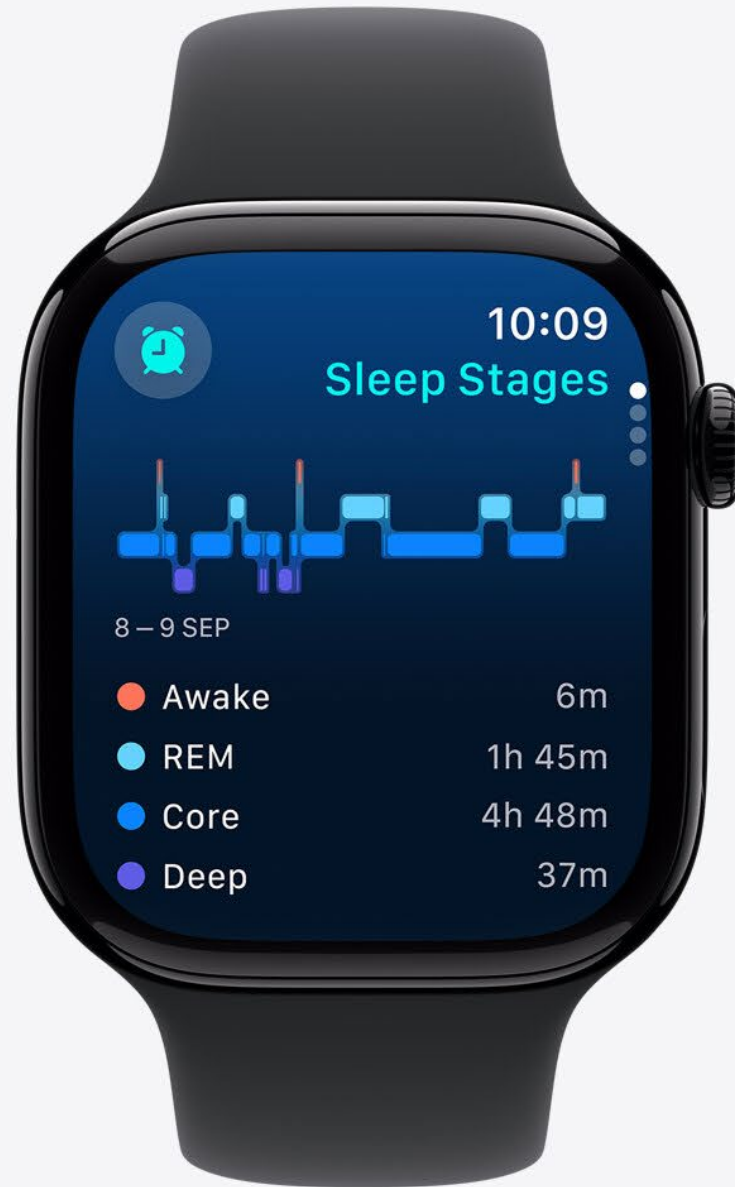 10:09
Sleep Stages
8 – 9 SEP
Awake 6m
REM 1h 45m
Core 4h 48m
Deep 37m